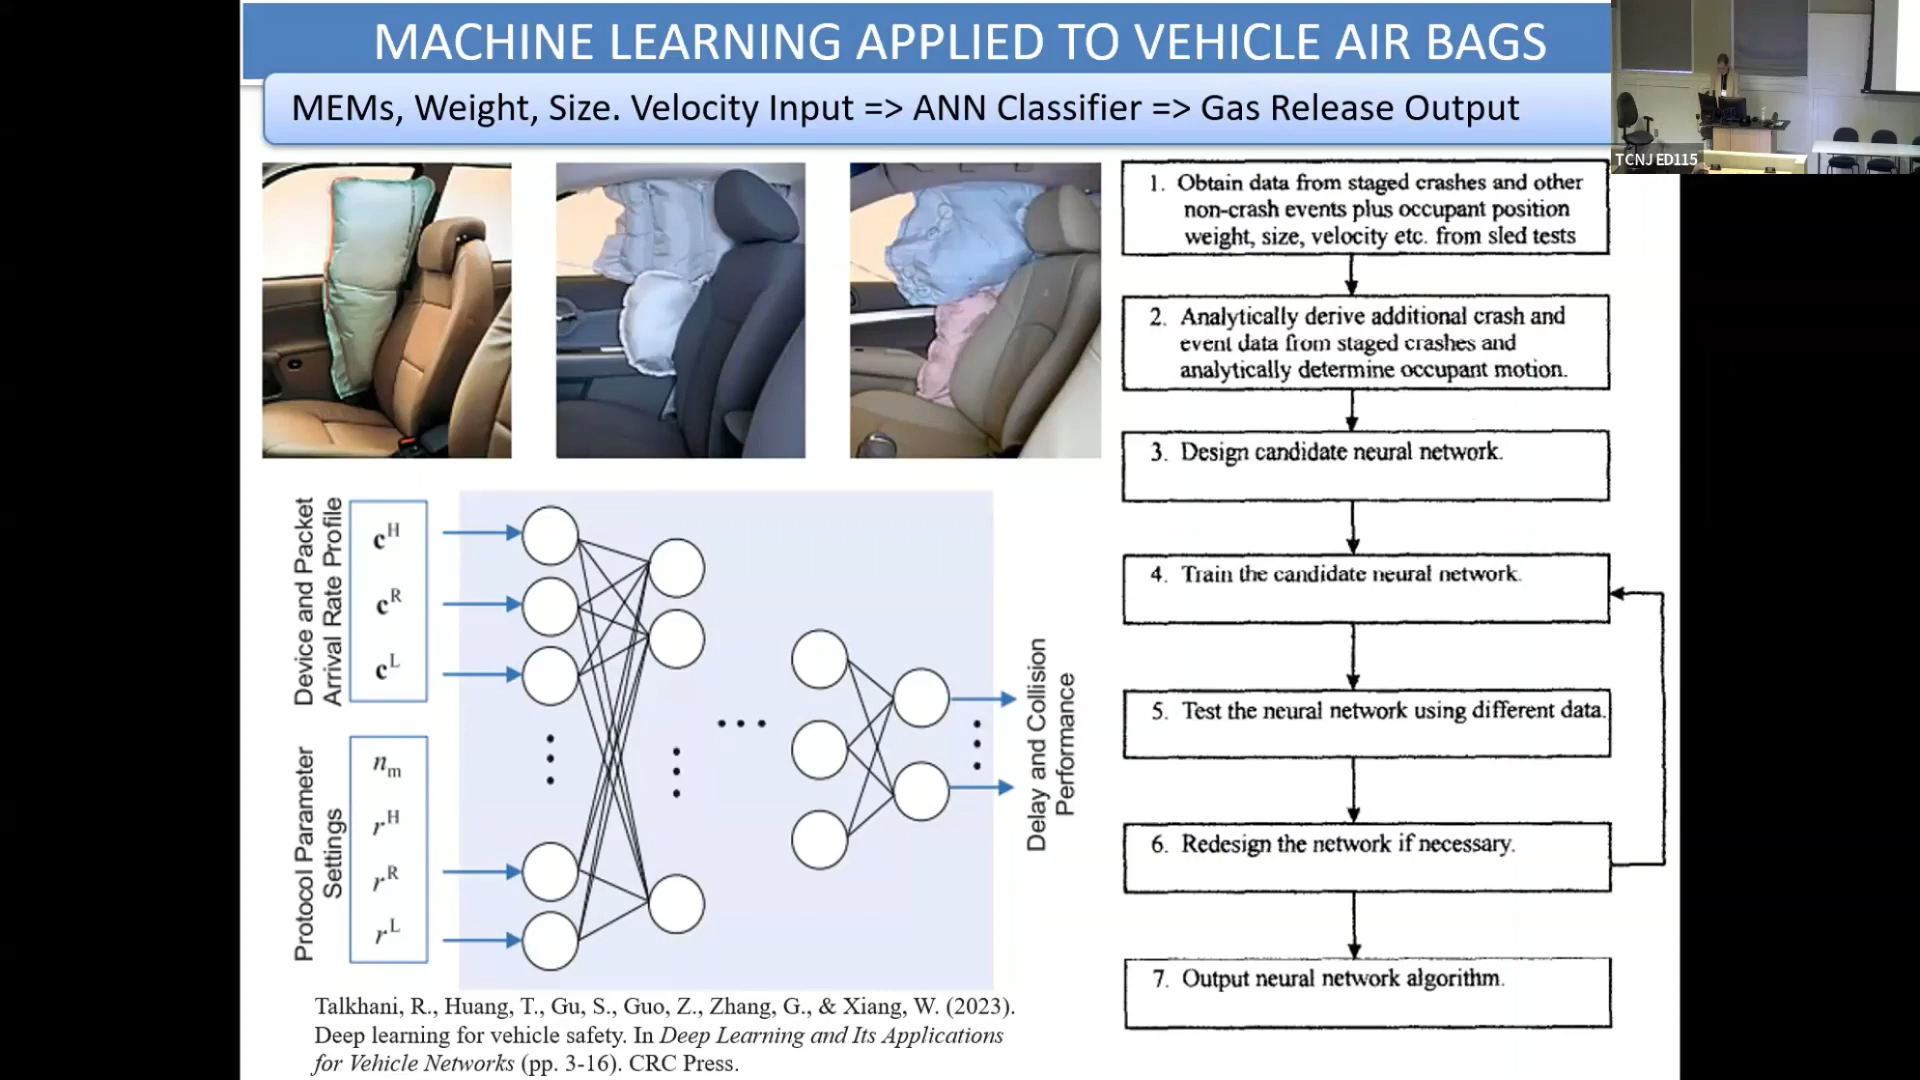 MACHINE LEARNING APPLIED TO VEHICLE AIR BAGS
MEMs, Weight, Size. Velocity Input => ANN Classifier => Gas Release Output
TCNJ ED115
1. Obtain data from staged crashes and other
non-crash events plus occupant position
weight, size, velocity etc. from sled tests
2. Analytically derive additional crash and
event data from staged crashes and
analytically determine occupant motion.
3. Design candidate neural network.
4. Train the candidate neural network.
5. Test the neural network using different data.
6. Redesign the network if necessary.
7. Output neural network algorithm.
Device and Packet
Arrival Rate Profile
c^H
c^R
c^L
Protocol Parameter
Settings
n_m
r^H
r^R
r^L
Delay and Collision
Performance
Talkhani, R., Huang, T., Gu, S., Guo, Z., Zhang, G., & Xiang, W. (2023).
Deep learning for vehicle safety. In Deep Learning and Its Applications
for Vehicle Networks (pp. 3-16). CRC Press.